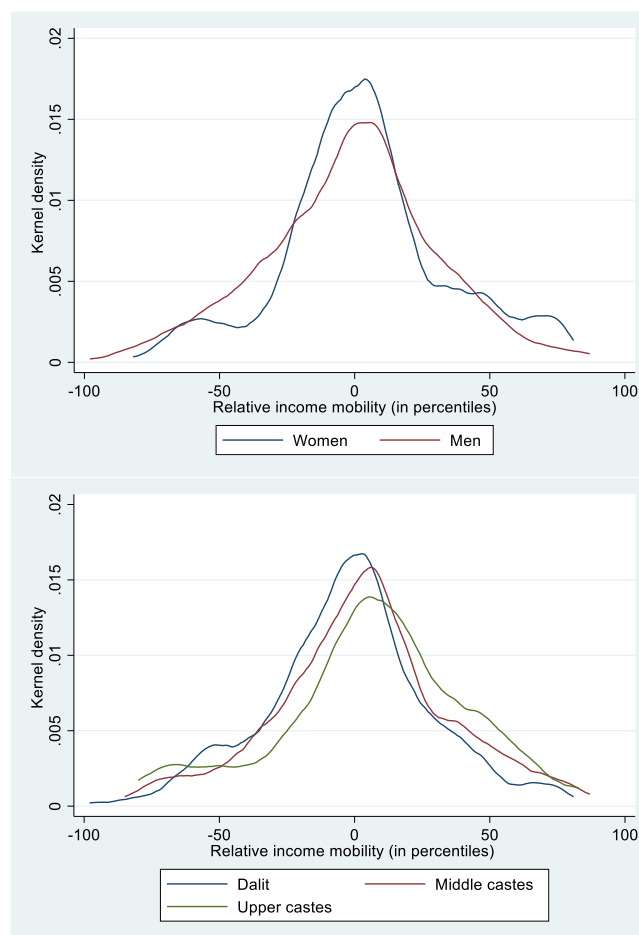 .02
.015
.01
.005
0
Kernel density
-100 -50 0 50 100
Relative income mobility (in percentiles)
Women Men
.02
.015
.01
.005
0
Kernel density
-100 -50 0 50 100
Relative income mobility (in percentiles)
Dalit Middle castes
Upper castes